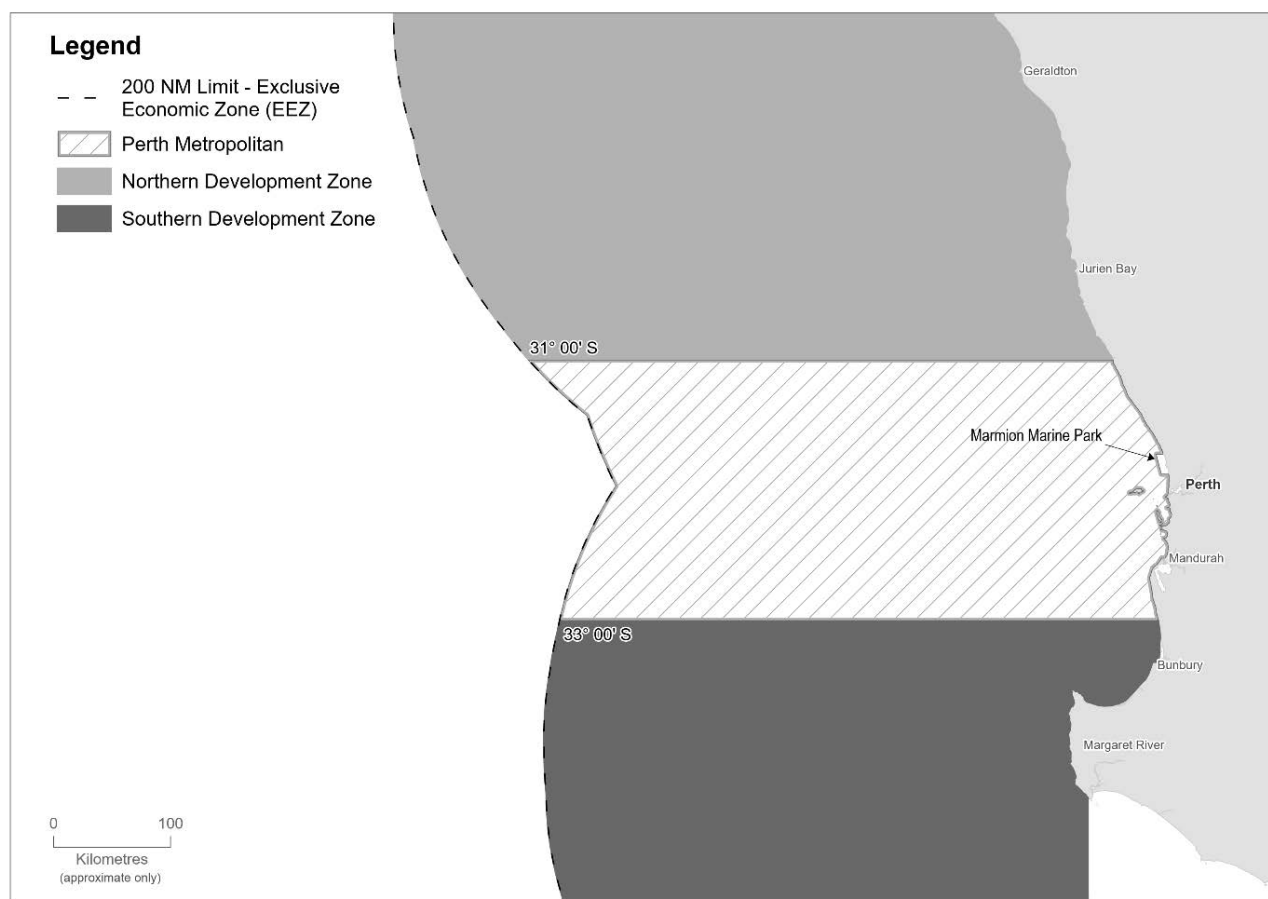 Legend
200 NM Limit - Exclusive
Economic Zone (EEZ)
Perth Metropolitan
Northern Development Zone
Southern Development Zone
Geraldton
Jurien Bay
31° 00' S
Marmion Marine Park
Perth
Mandurah
33° 00' S
Bunbury
Margaret River
0 100
Kilometres
(approximate only)